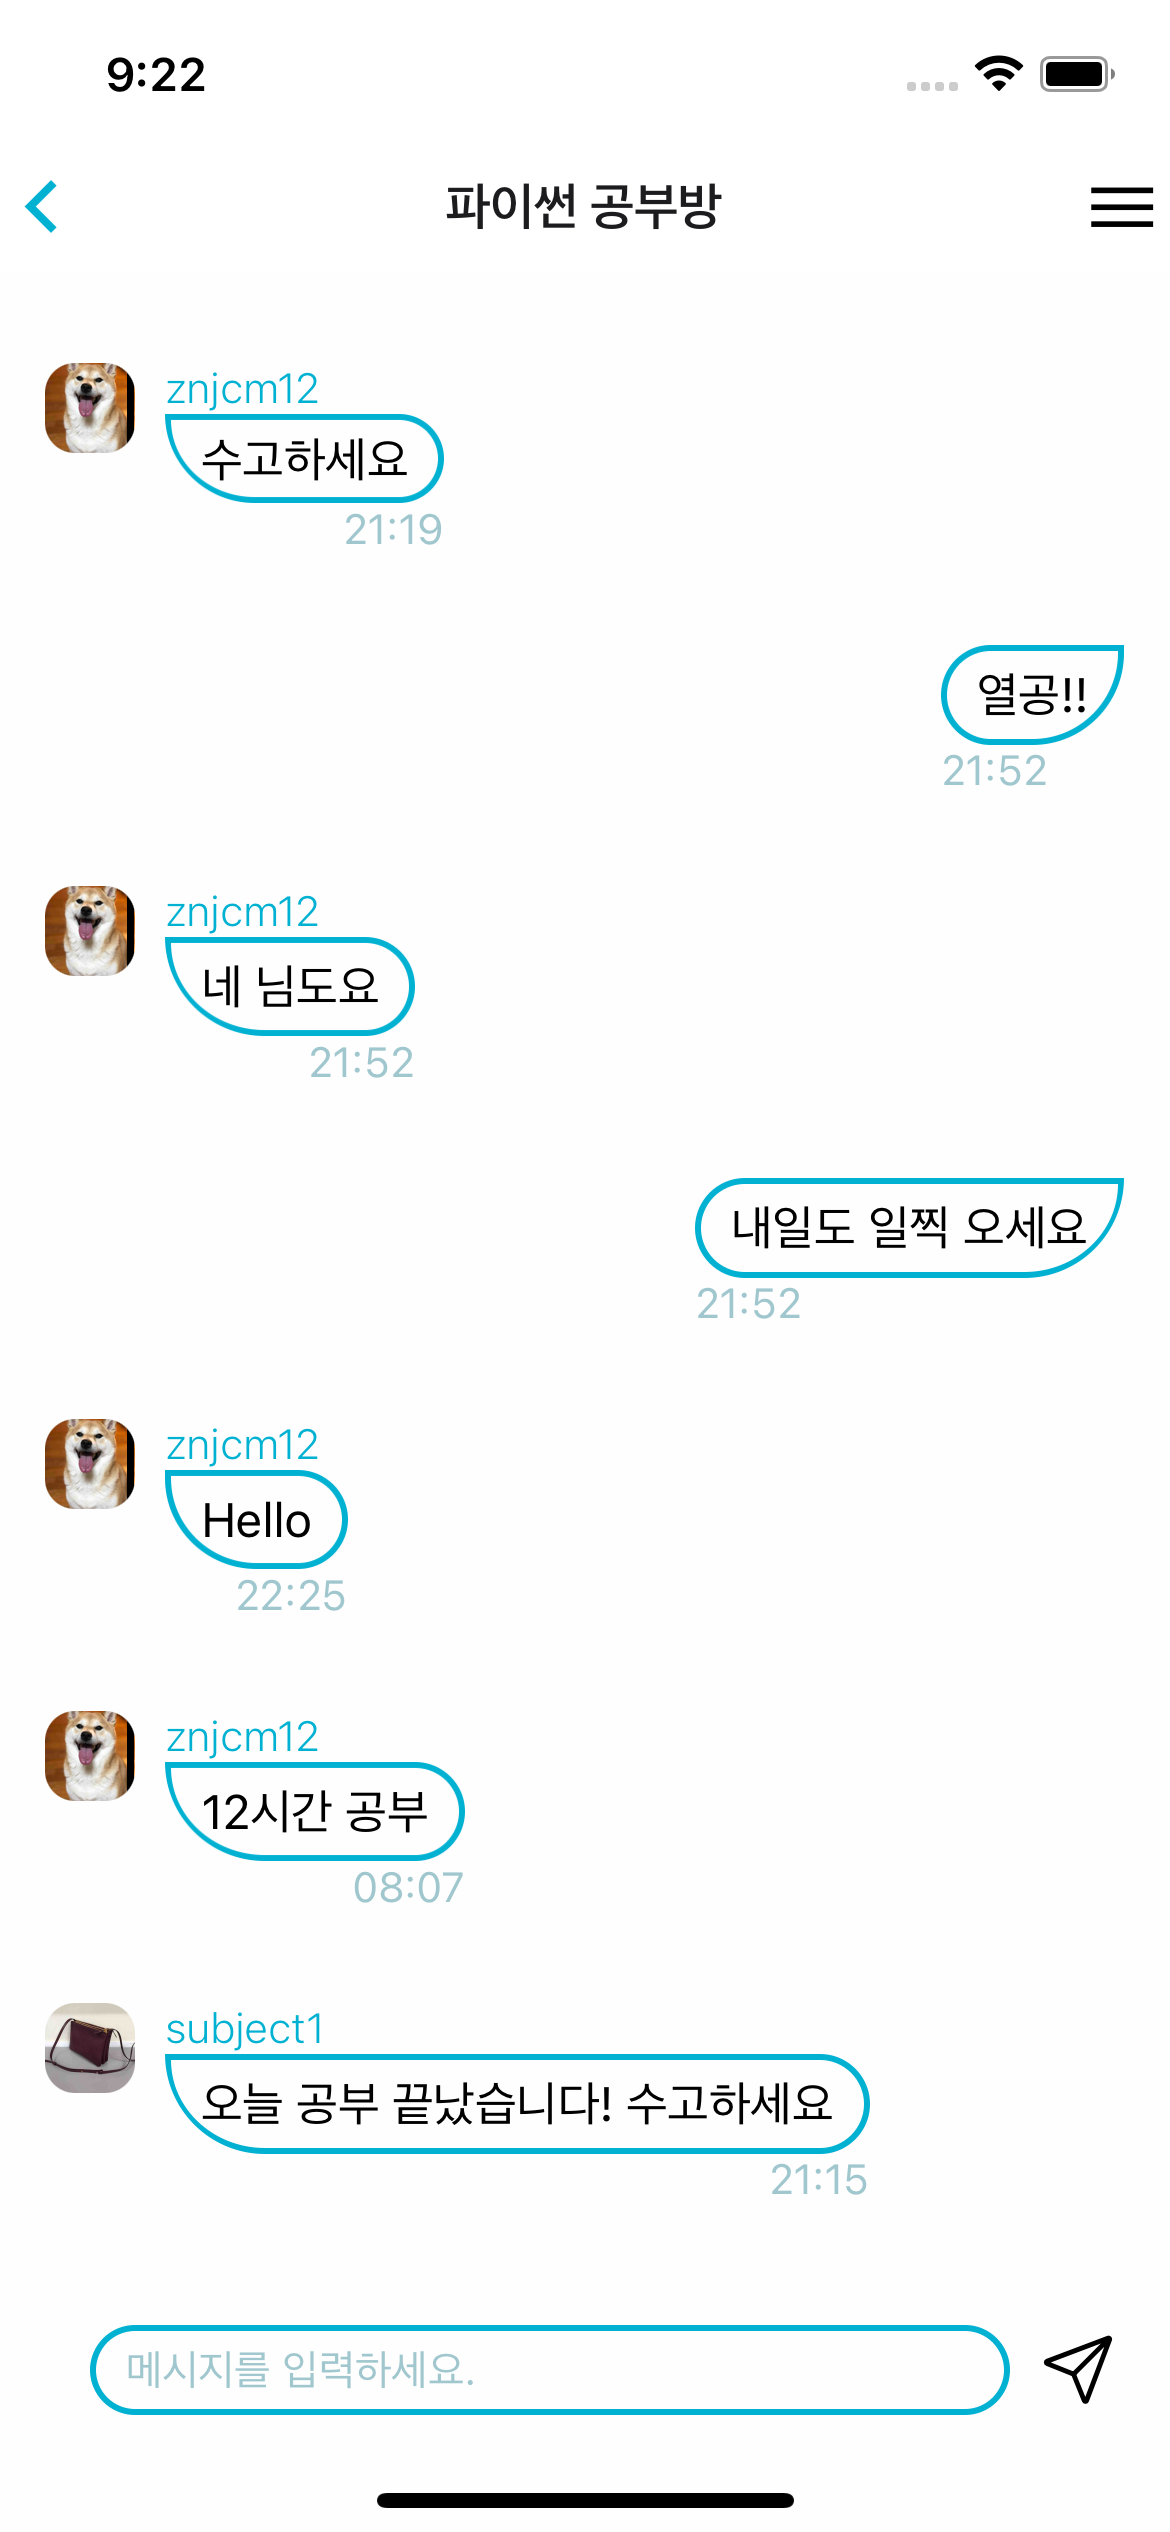 9:22
파이썬 공부방
znjcm12
수고하세요
21:19
열공!!
21:52
znjcm12
네 님도요
21:52
내일도 일찍 오세요
21:52
znjcm12
Hello
22:25
znjcm12
12시간 공부
08:07
subject1
오늘 공부 끝났습니다! 수고하세요
21:15
메시지를 입력하세요.